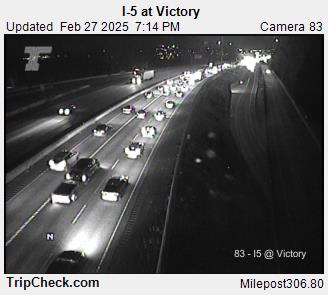 I-5 at Victory
Updated Feb 27 2025 7:14 PM Camera 83
T
N
83 - I5 @ Victory
TripCheck.com Milepost306.80